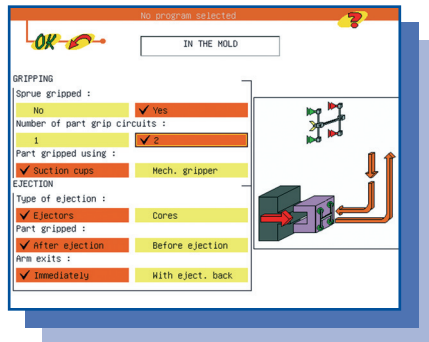 No program selected
OK
?
IN THE MOLD
GRIPPING
Sprue gripped :
No Yes
Number of part grip circuits :
1 2
Part gripped using :
Suction cups Mech. gripper
EJECTION
Type of ejection :
Ejectors Cores
Part gripped :
After ejection Before ejection
Arm exits :
Immediately With eject. back